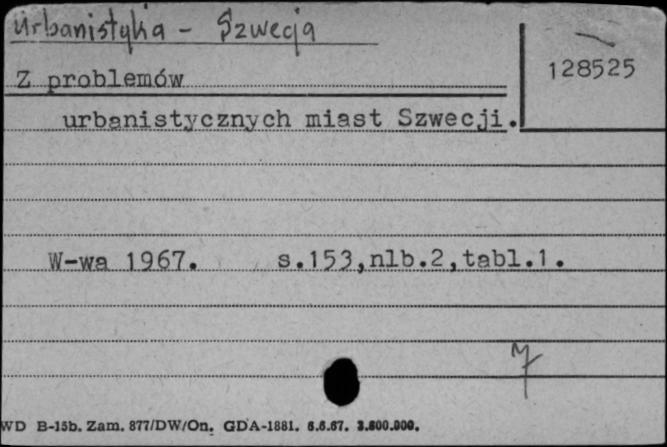 Urbanistyka - Szwecja
128525
Z problemów
urbanistycznych miast Szwecji.
W-wa 1967. s.153,nlb.2,tabl.1.
WD B-15b. Zam. 877/DW/On. GDA-1881. 6.6.67. 3.800.000.